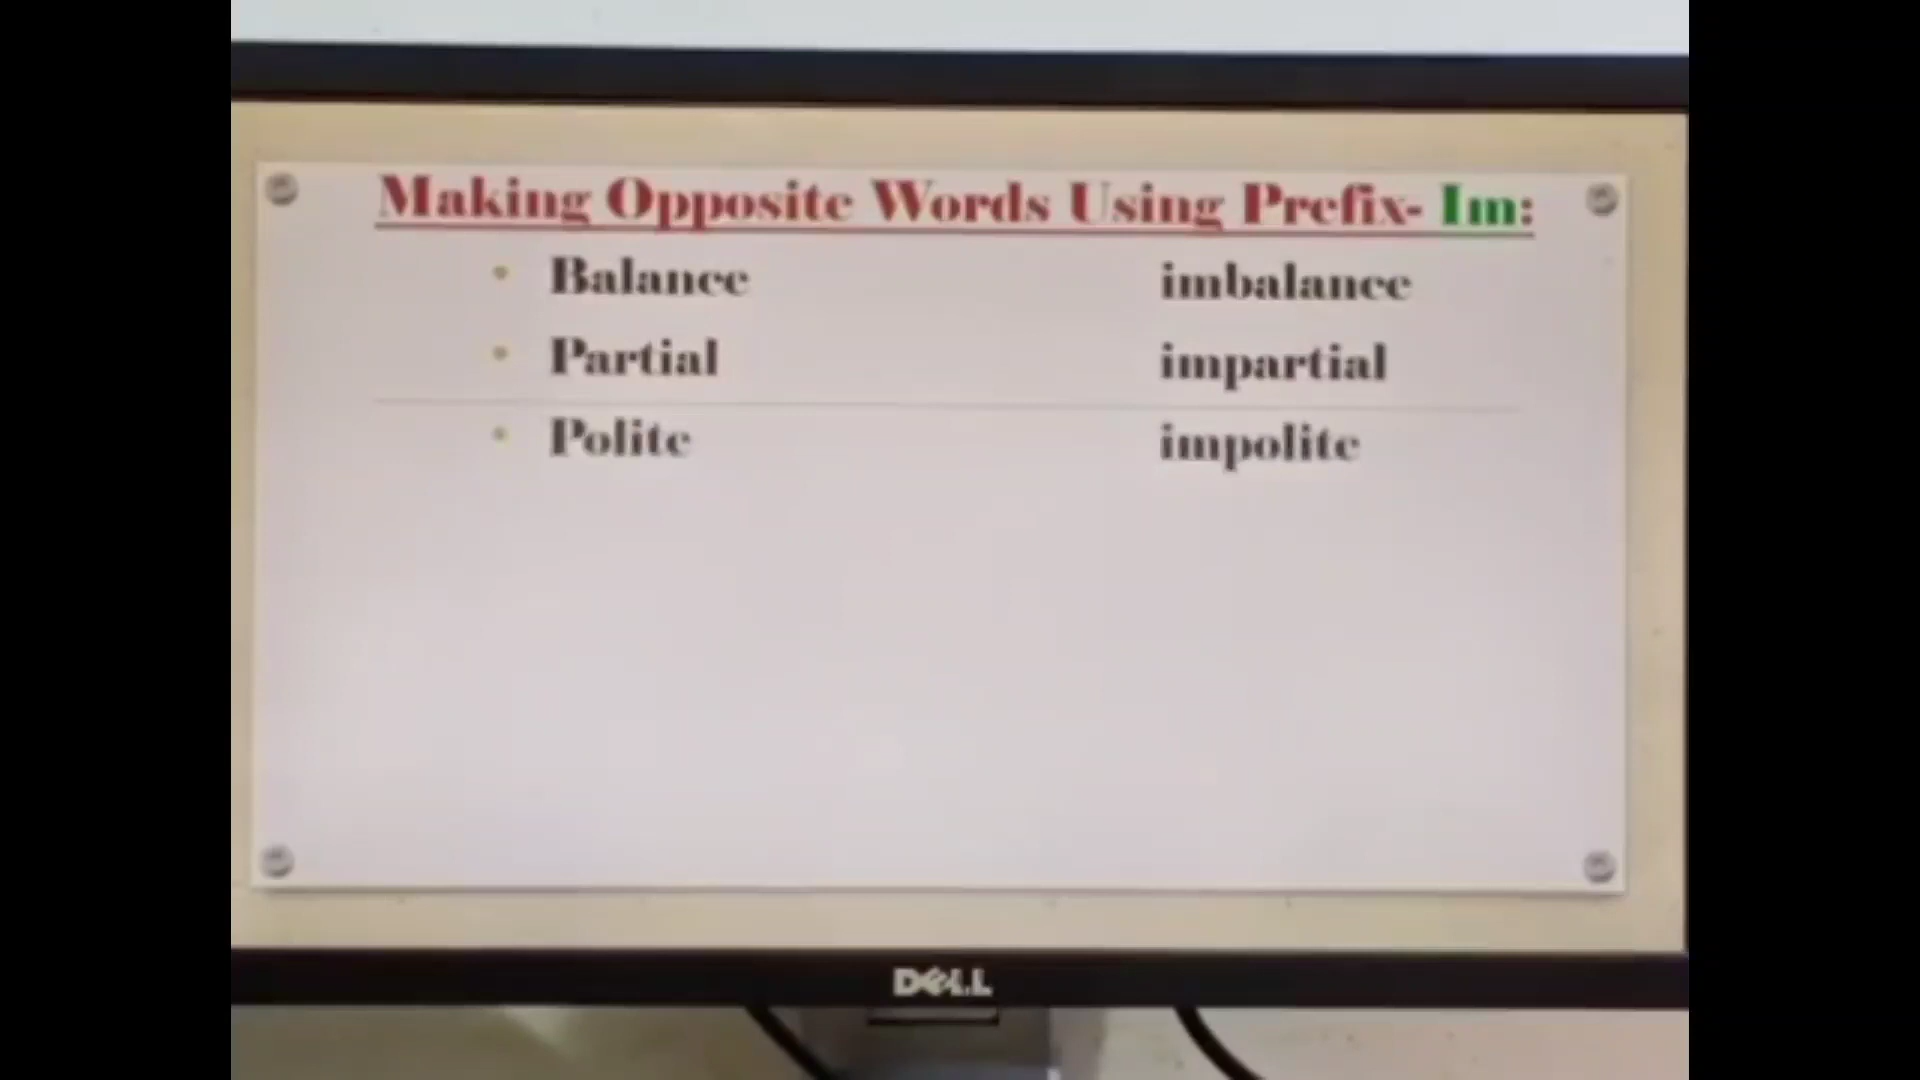 Making Opposite Words Using Prefix- Im:
• Balance imbalance
• Partial impartial
• Polite impolite
DELL